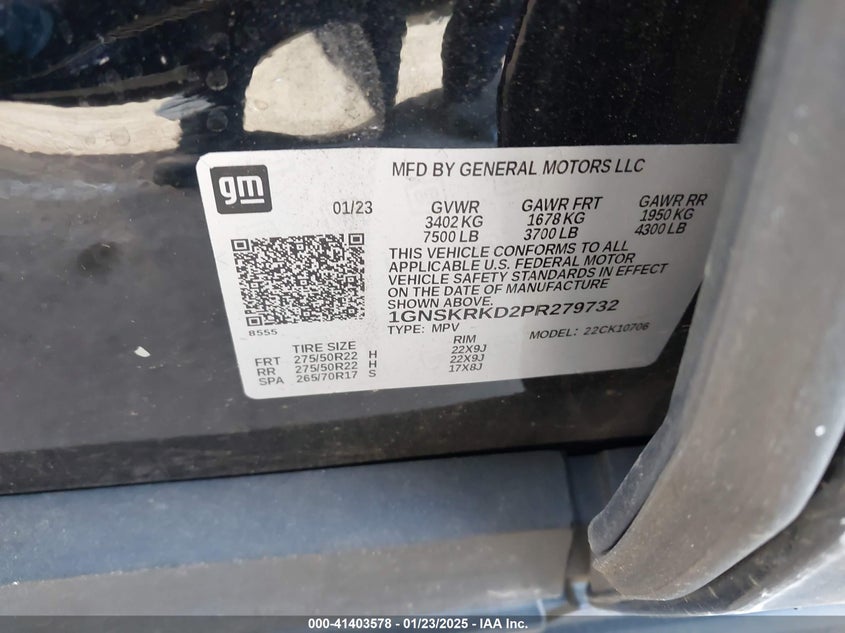 gm
MFD BY GENERAL MOTORS LLC
01/23 GVWR GAWR FRT GAWR RR
3402 KG 1678 KG 1950 KG
7500 LB 3700 LB 4300 LB
THIS VEHICLE CONFORMS TO ALL
APPLICABLE U.S. FEDERAL MOTOR
VEHICLE SAFETY STANDARDS IN EFFECT
ON THE DATE OF MANUFACTURE
SHOWN ABOVE.
1GNSKRKD2PR279732
8555
TYPE: MPV MODEL: 22CK10706
TIRE SIZE RIM
FRT 275/50R22 H 22X9J
RR 275/50R22 H 22X9J
SPA 265/70R17 S 17X8J
000-41403578 - 01/23/2025 - IAA Inc.